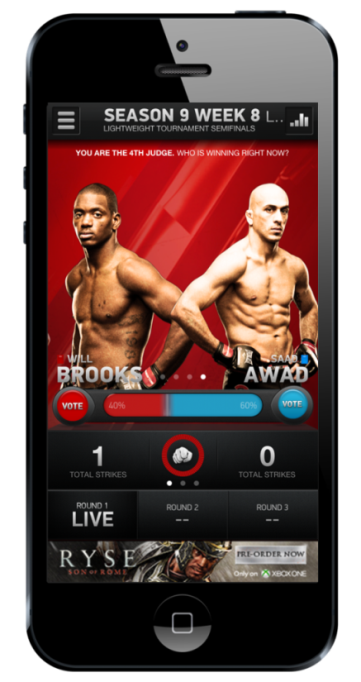 SEASON 9 WEEK 8 L...
LIGHTWEIGHT TOURNAMENT SEMIFINALS
YOU ARE THE 4TH JUDGE. WHO IS WINNING RIGHT NOW?
WILL
BROOKS
SAAD
AWAD
VOTE
40%
60%
VOTE
1
TOTAL STRIKES
0
TOTAL STRIKES
ROUND 1
LIVE
ROUND 2
--
ROUND 3
--
RYSE
SON OF ROME
PRE-ORDER NOW
Only on XBOX ONE